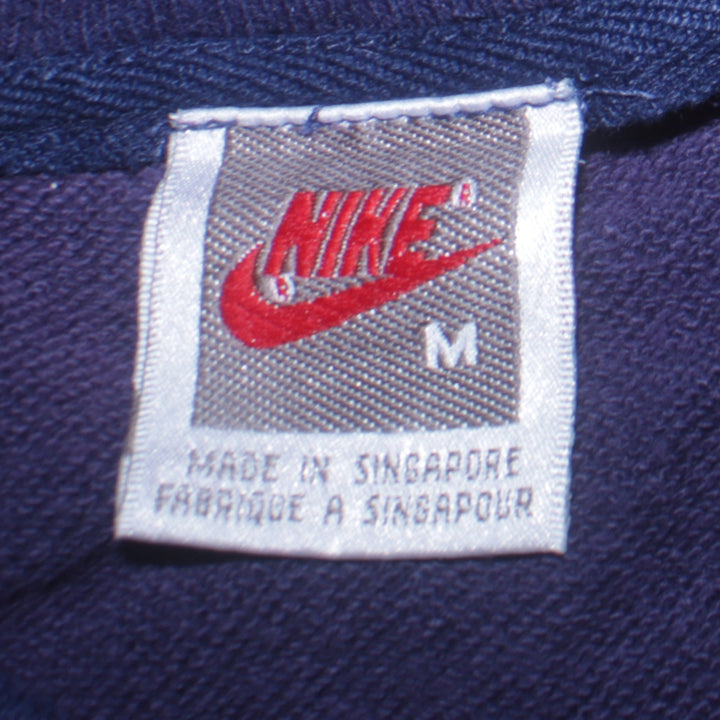 NIKE ®
®
M
MADE IN SINGAPORE
FABRIQUE A SINGAPOUR